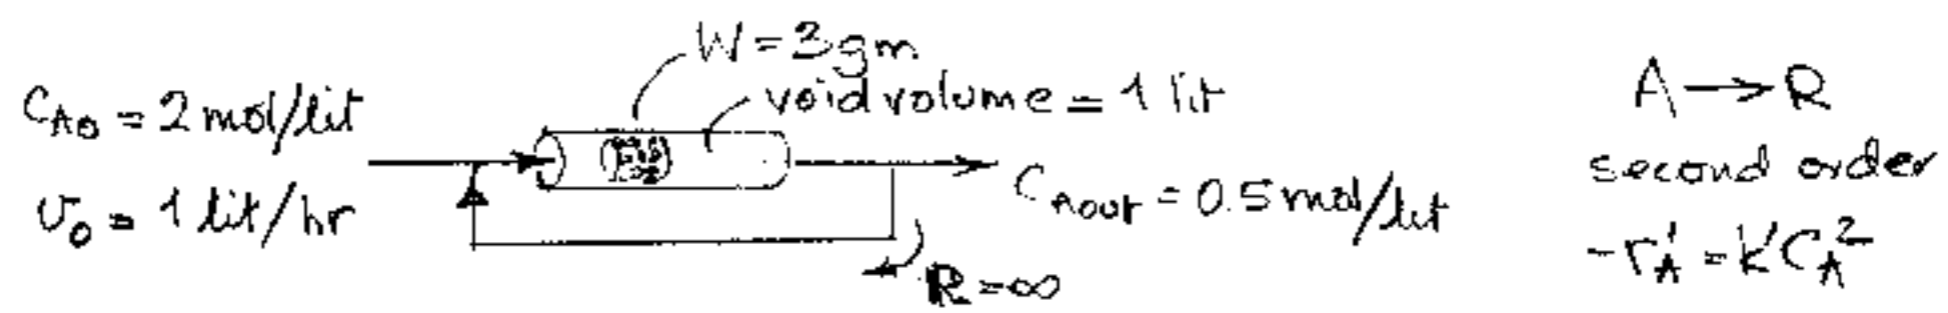 W = 3gm
void volume = 1 lit
C_A0 = 2 mol/lit
υ_0 = 1 lit/hr
C_Aout = 0.5 mol/lit
R = ∞
A → R
second order
-r'_A = k'C_A^2